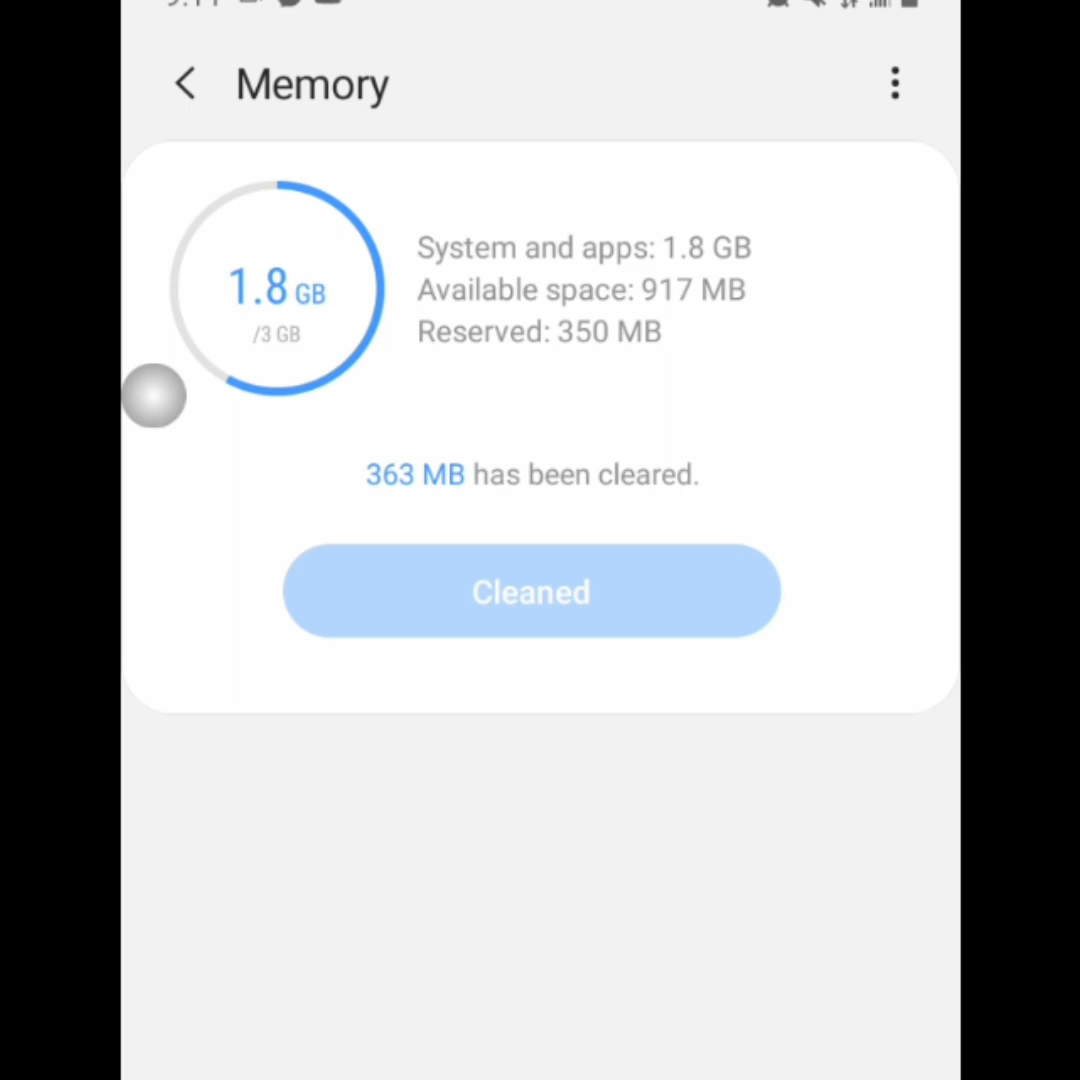 Memory
1.8 GB
/3 GB
System and apps: 1.8 GB
Available space: 917 MB
Reserved: 350 MB
363 MB has been cleared.
Cleaned